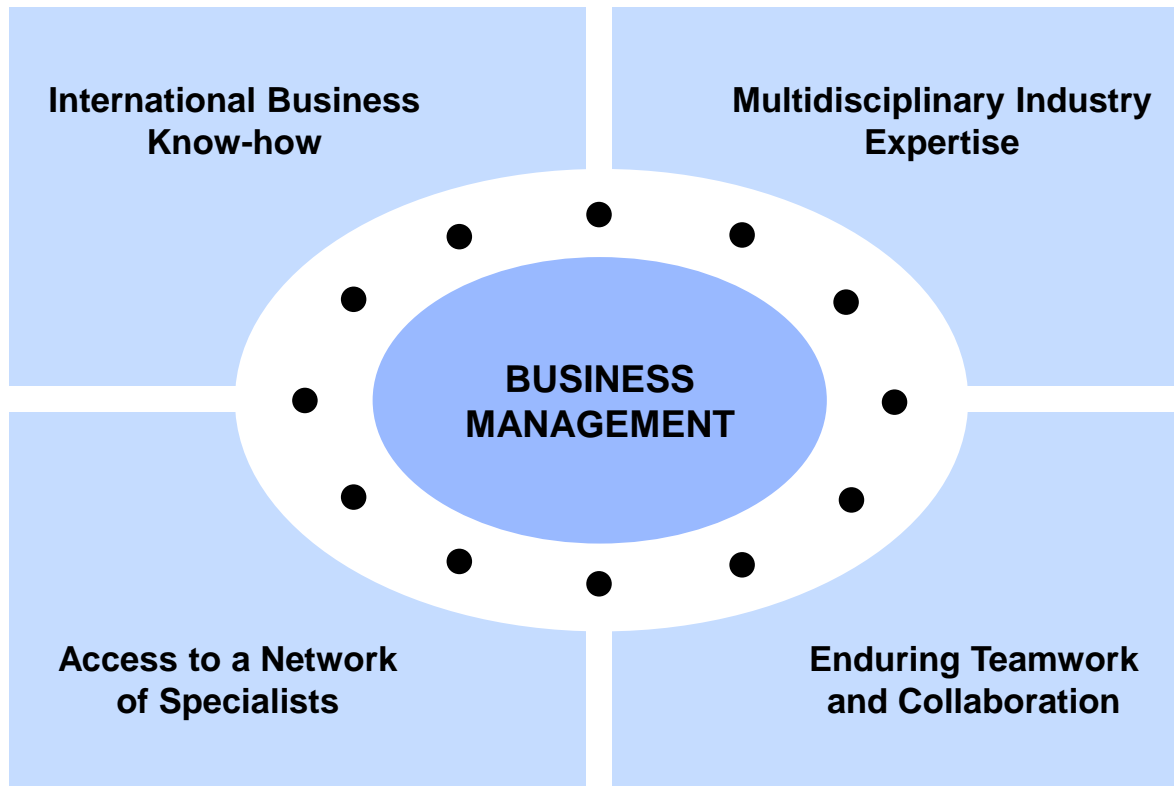 International Business
Know-how
Multidisciplinary Industry
Expertise
BUSINESS
MANAGEMENT
Access to a Network
of Specialists
Enduring Teamwork
and Collaboration